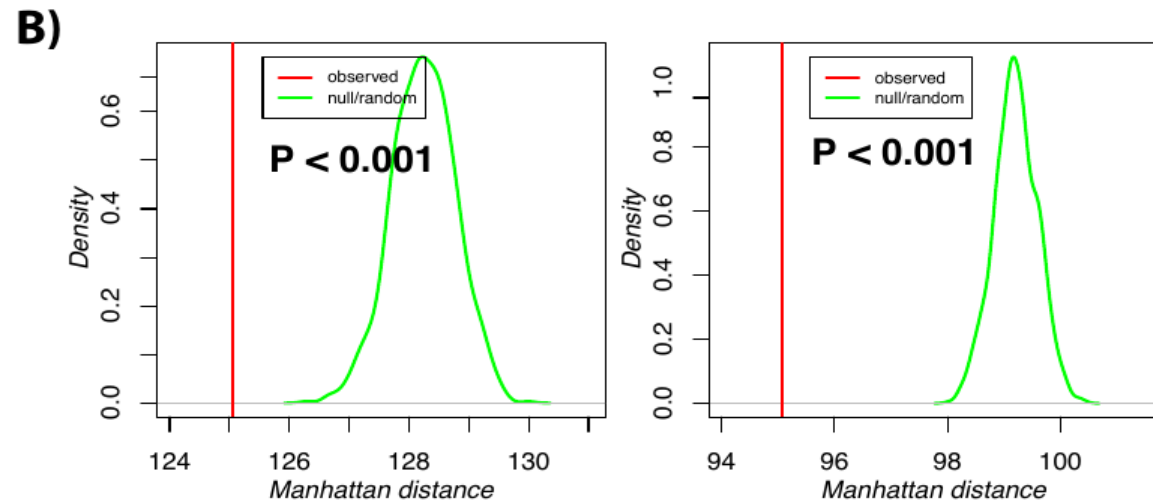 B)
observed
null/random
P < 0.001
Density
0.0
0.2
0.4
0.6
124
126
128
130
Manhattan distance
observed
null/random
P < 0.001
Density
0.0
0.2
0.4
0.6
0.8
1.0
94
96
98
100
Manhattan distance